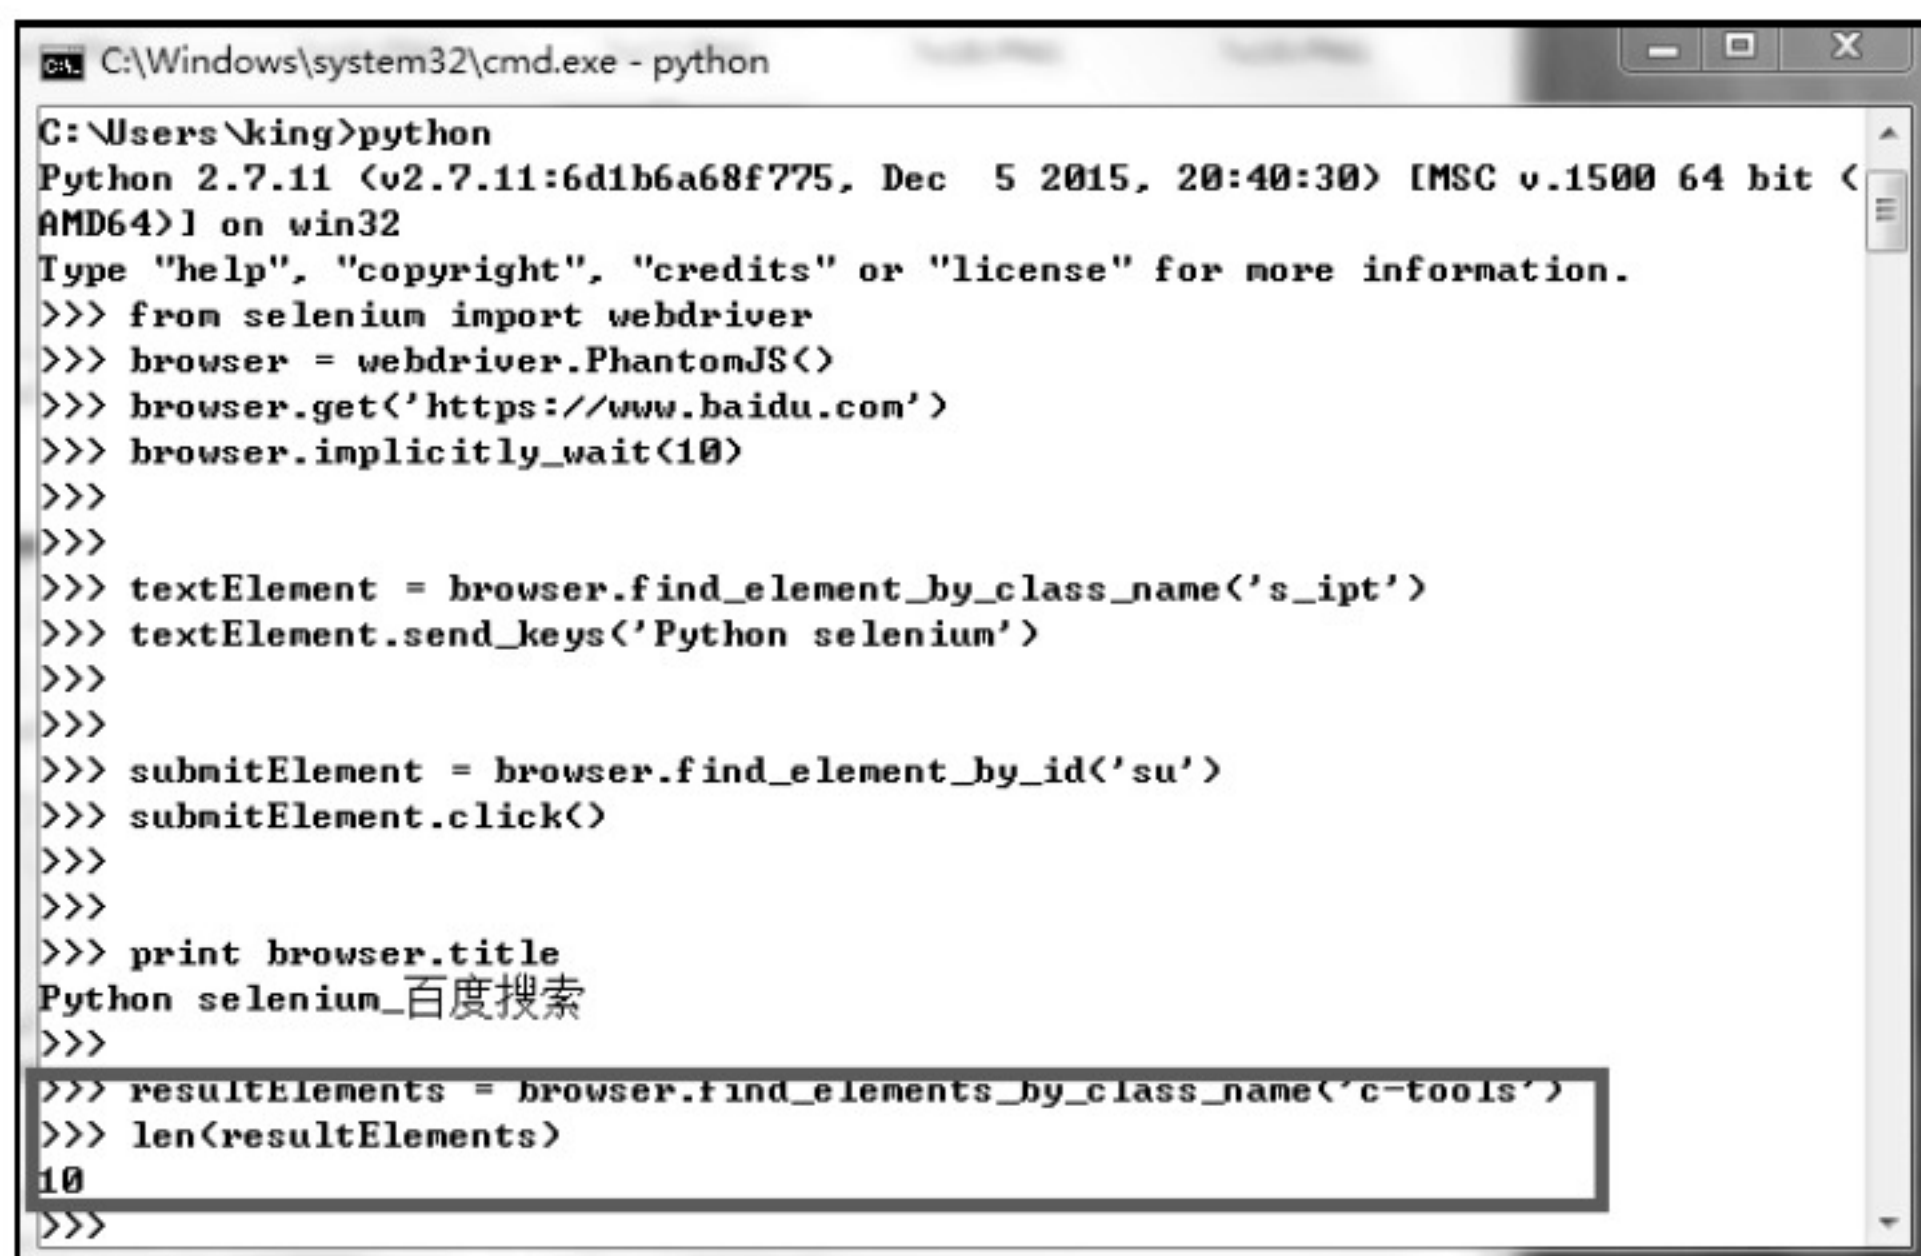 C:\Windows\system32\cmd.exe - python
C:\Users\king>python
Python 2.7.11 (v2.7.11:6d1b6a68f775, Dec  5 2015, 20:40:30) [MSC v.1500 64 bit (
AMD64)] on win32
Type "help", "copyright", "credits" or "license" for more information.
>>> from selenium import webdriver
>>> browser = webdriver.PhantomJS()
>>> browser.get('https://www.baidu.com')
>>> browser.implicitly_wait(10)
>>>
>>>
>>> textElement = browser.find_element_by_class_name('s_ipt')
>>> textElement.send_keys('Python selenium')
>>>
>>>
>>> submitElement = browser.find_element_by_id('su')
>>> submitElement.click()
>>>
>>>
>>> print browser.title
Python selenium_百度搜索
>>>
>>> resultElements = browser.find_elements_by_class_name('c-tools')
>>> len(resultElements)
10
>>>